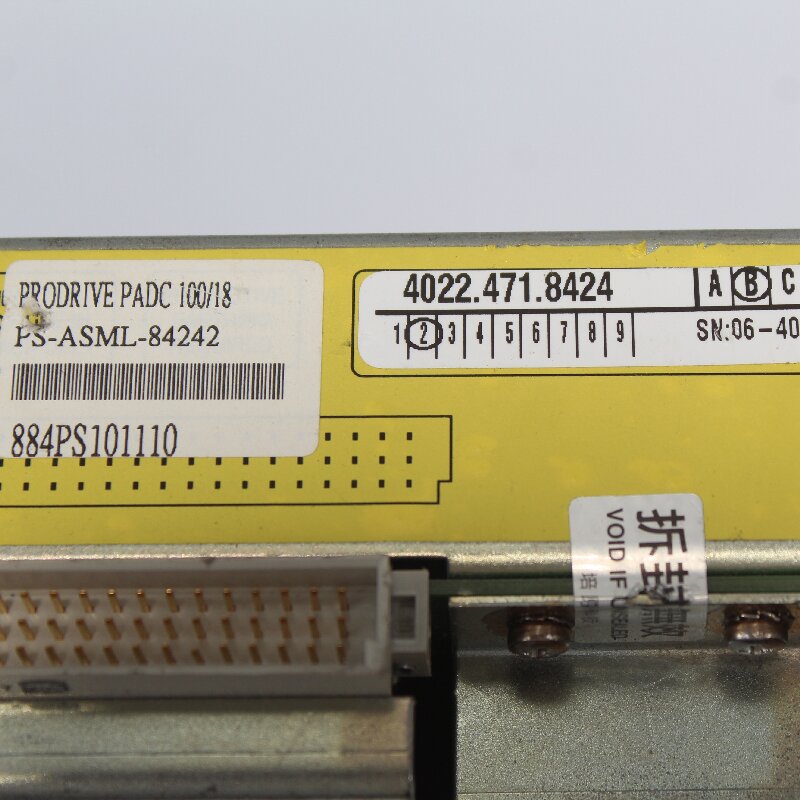 PRODRIVE PADC 100/18
PS-ASML-84242
884PS101110
4022.471.8424
A B C
1 2 3 4 5 6 7 8 9
SN:06-40
拆封
VOID IF